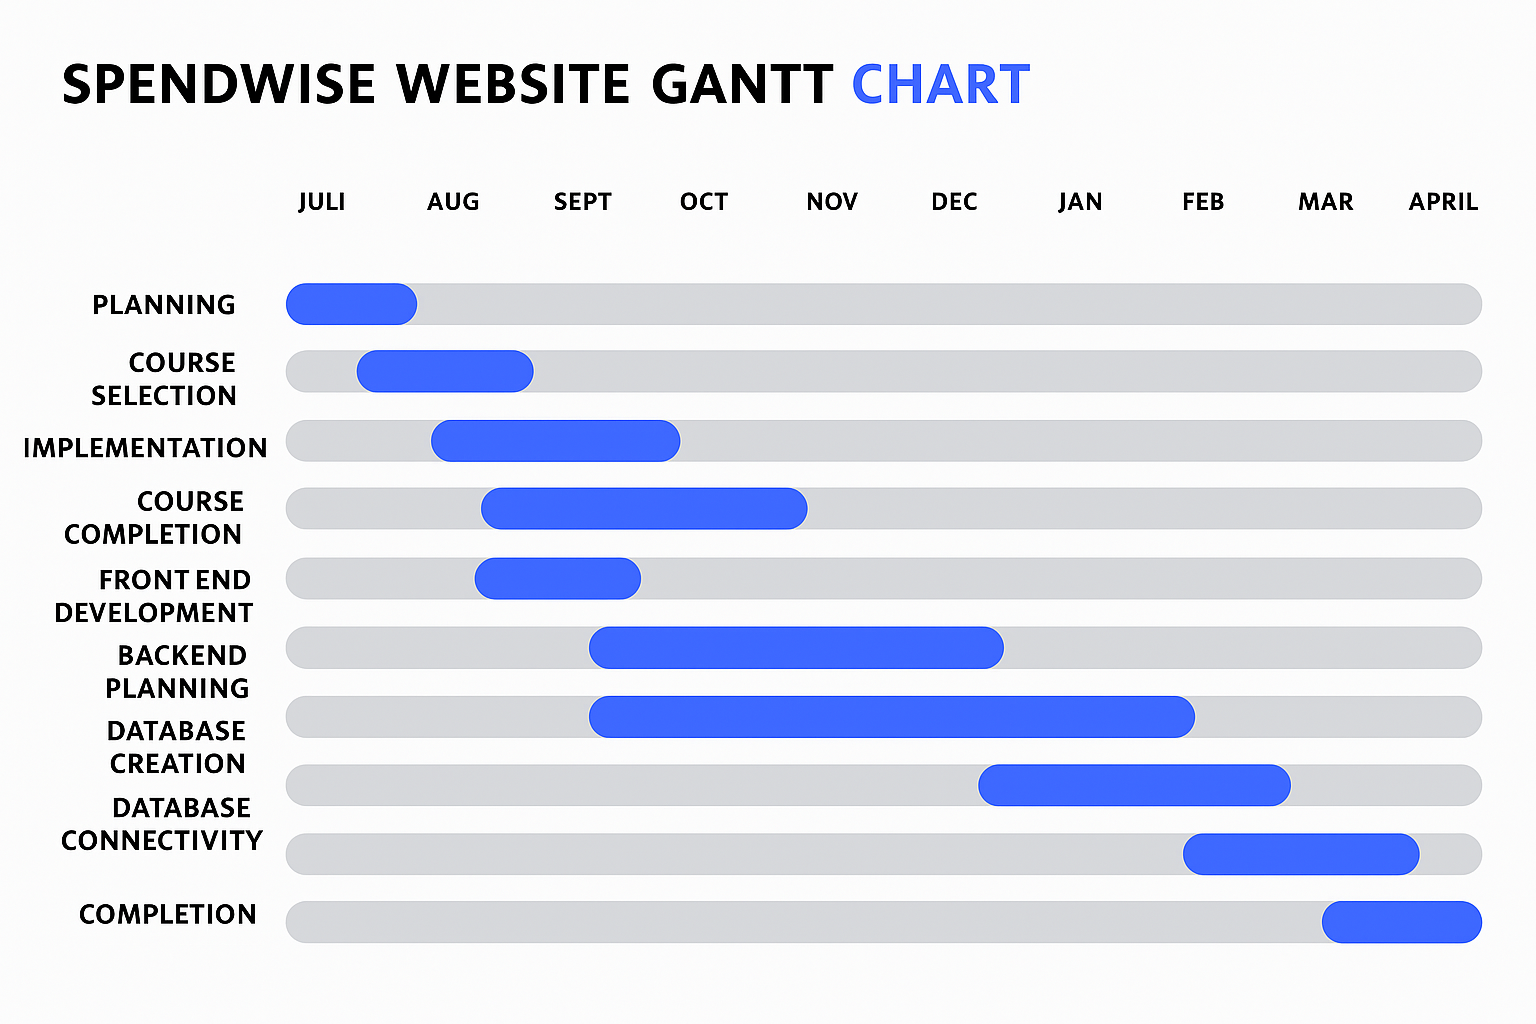 SPENDWISE WEBSITE GANTT CHART
JULI AUG SEPT OCT NOV DEC JAN FEB MAR APRIL
PLANNING
COURSE
SELECTION
IMPLEMENTATION
COURSE
COMPLETION
FRONT END
DEVELOPMENT
BACKEND
PLANNING
DATABASE
CREATION
DATABASE
CONNECTIVITY
COMPLETION